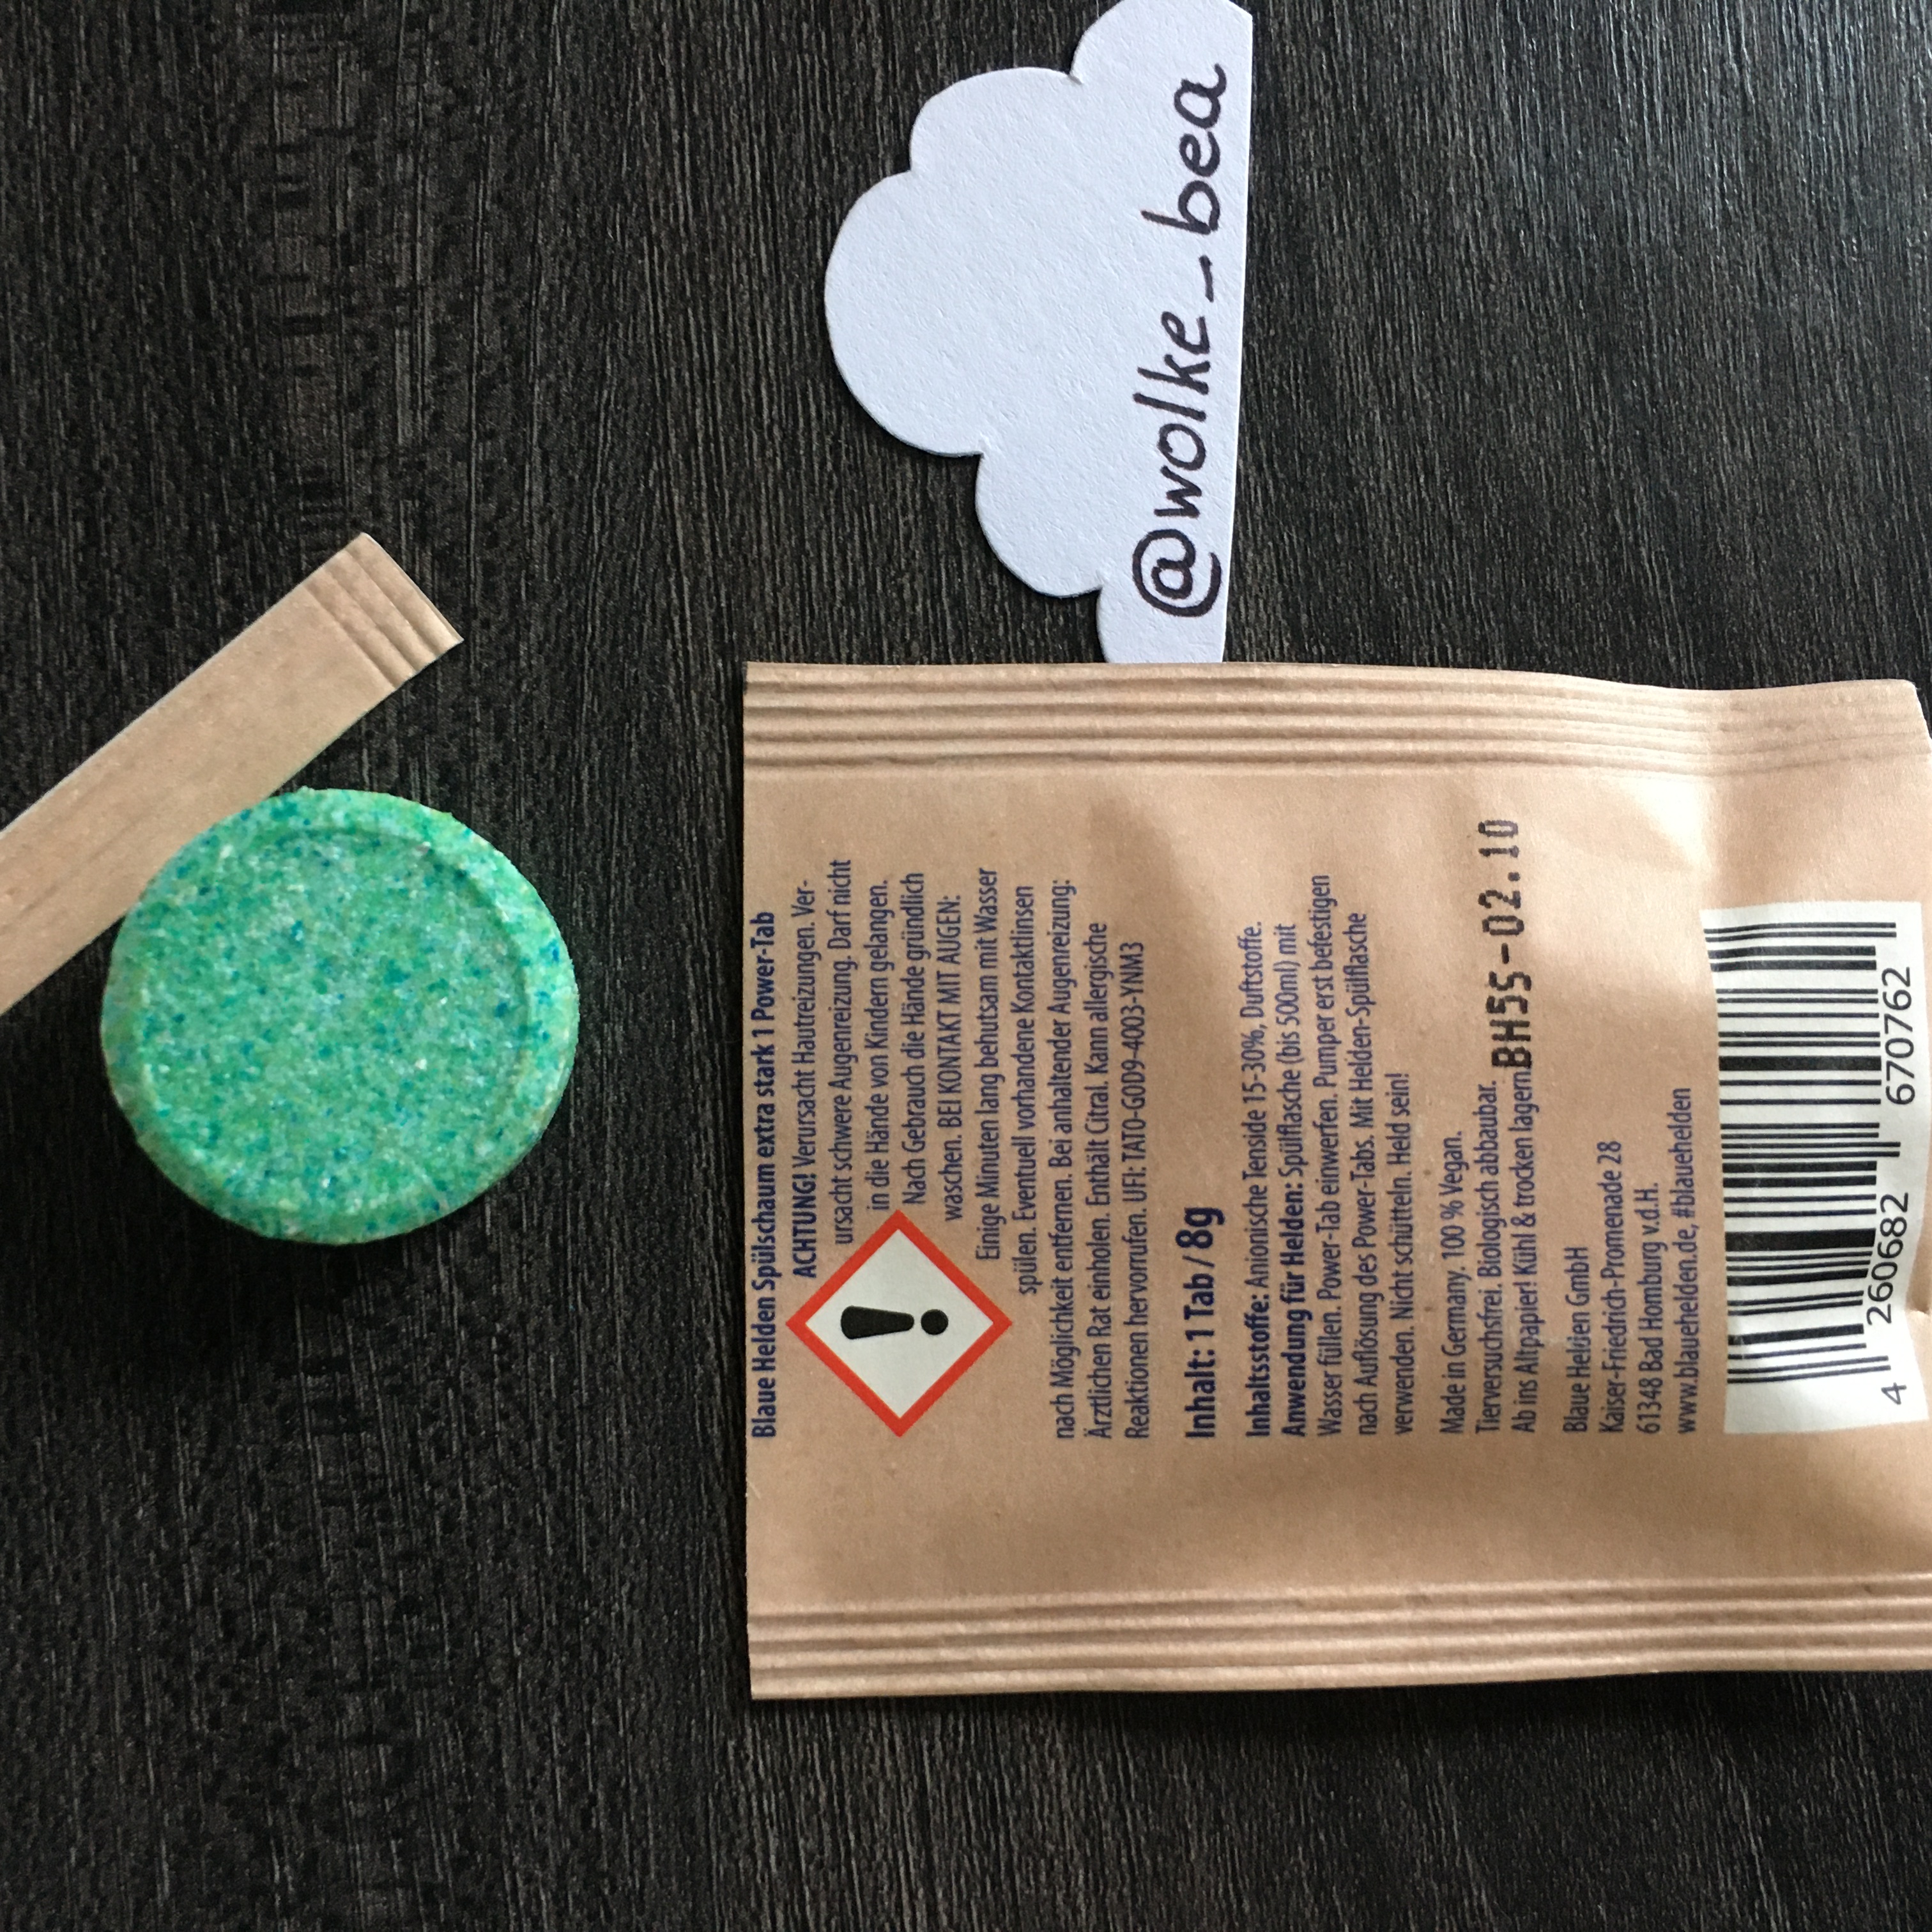 @wolke_bea
Blaue Helden Spülschaum extra stark 1 Power-Tab
ACHTUNG! Verursacht Hautreizungen. Ver-
ursacht schwere Augenreizung. Darf nicht
in die Hände von Kindern gelangen.
Nach Gebrauch die Hände gründlich
waschen. BEI KONTAKT MIT AUGEN:
Einige Minuten lang behutsam mit Wasser
spülen. Eventuell vorhandene Kontaktlinsen
nach Möglichkeit entfernen. Bei anhaltender Augenreizung:
Ärztlichen Rat einholen. Enthält Citral. Kann allergische
Reaktionen hervorrufen. UFI: TAT0-G0D9-4003-YNM3
Inhalt: 1 Tab / 8g
Inhaltsstoffe: Anionische Tenside 15-30%, Duftstoffe.
Anwendung für Helden: Spülflasche (bis 500ml) mit
Wasser füllen. Power-Tab einwerfen. Pumper erst befestigen
nach Auflösung des Power-Tabs. Mit Helden-Spülflasche
verwenden. Nicht schütteln. Held sein!
Made in Germany. 100 % Vegan.
Tierversuchsfrei. Biologisch abbaubar.
Ab ins Altpapier! Kühl & trocken lagern
BH55-02.10
Blaue Helden GmbH
Kaiser-Friedrich-Promenade 28
61348 Bad Homburg v.d.H.
www.blauehelden.de, #blauehelden
4 260682 670762